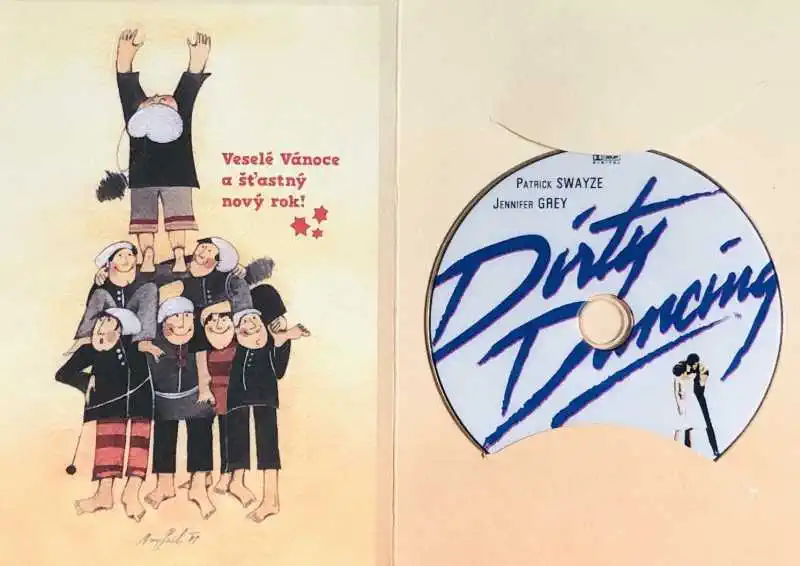 Veselé Vánoce
a šťastný
nový rok!
PATRICK SWAYZE
JENNIFER GREY
Dirty
Dancing